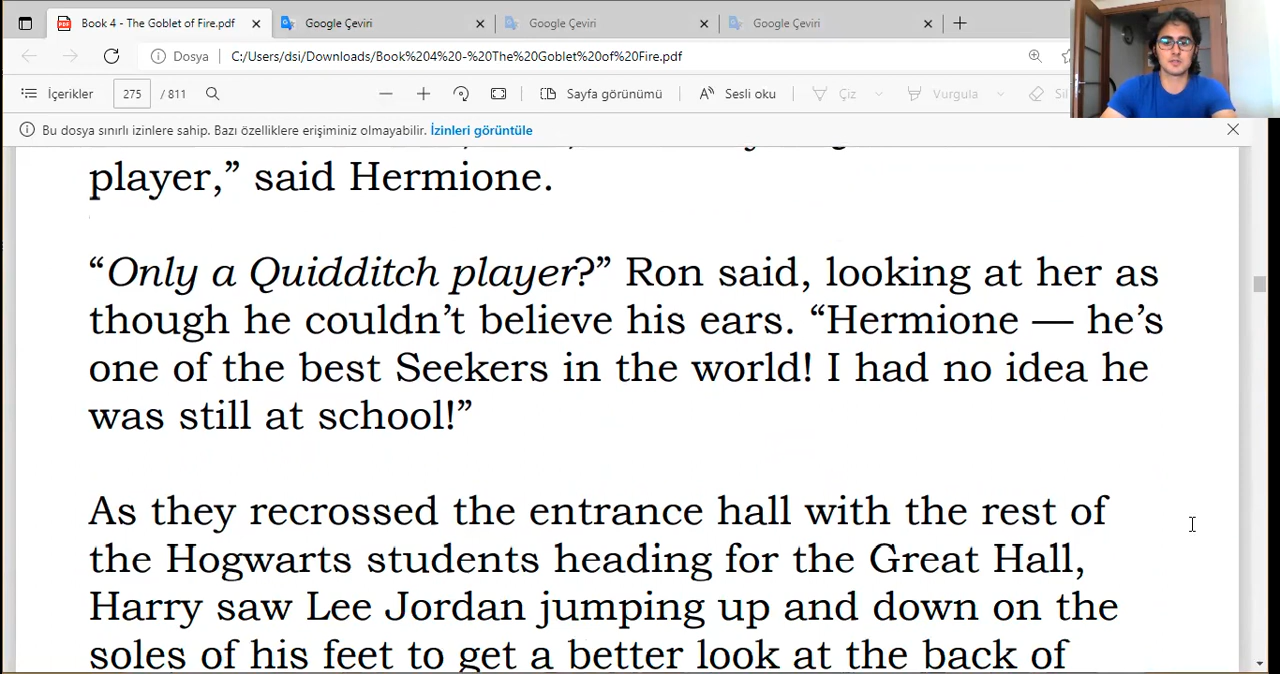 Book 4 - The Goblet of Fire.pdf
Google Çeviri
Google Çeviri
Google Çeviri
Dosya
C:/Users/dsi/Downloads/Book%204%20-%20The%20Goblet%20of%20Fire.pdf
İçerikler
275 / 811
Sayfa görünümü
Sesli oku
Çiz
Vurgula
Sil
Bu dosya sınırlı izinlere sahip. Bazı özelliklere erişiminiz olmayabilir. İzinleri görüntüle
player,” said Hermione.
“Only a Quidditch player?” Ron said, looking at her as
though he couldn’t believe his ears. “Hermione — he’s
one of the best Seekers in the world! I had no idea he
was still at school!”
As they recrossed the entrance hall with the rest of
the Hogwarts students heading for the Great Hall,
Harry saw Lee Jordan jumping up and down on the
soles of his feet to get a better look at the back of